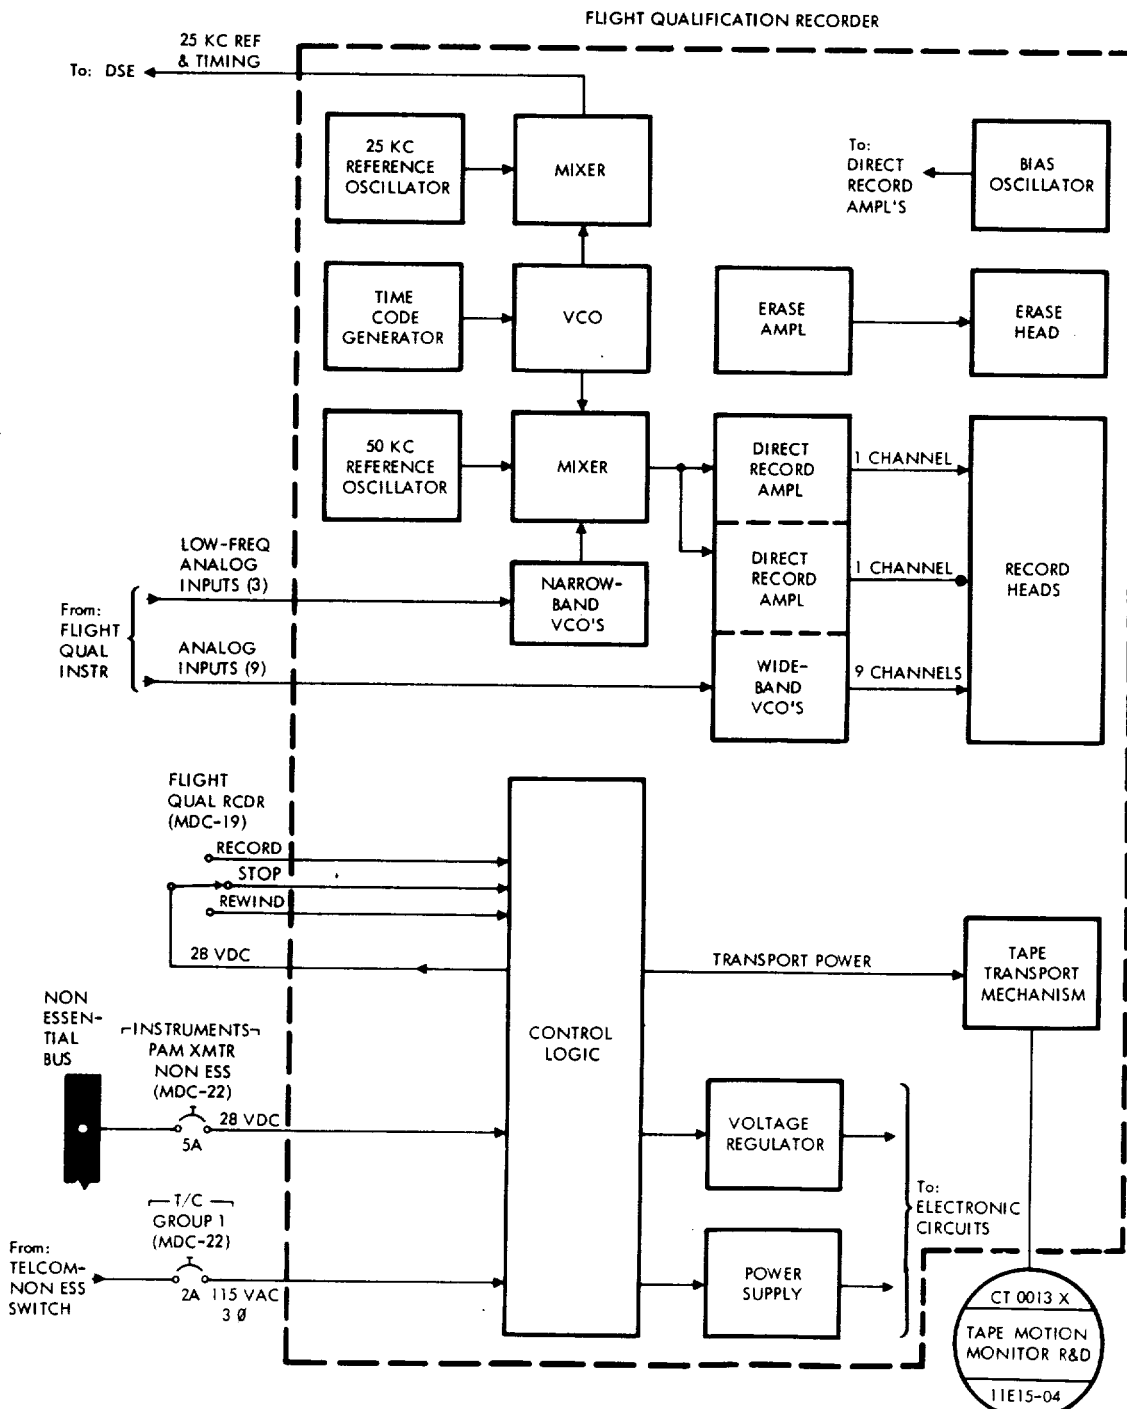 FLIGHT QUALIFICATION RECORDER
25 KC REF
& TIMING
To: DSE
25 KC
REFERENCE
OSCILLATOR
MIXER
To:
DIRECT
RECORD
AMPL'S
BIAS
OSCILLATOR
TIME
CODE
GENERATOR
VCO
ERASE
AMPL
ERASE
HEAD
50 KC
REFERENCE
OSCILLATOR
MIXER
DIRECT
RECORD
AMPL
1 CHANNEL
DIRECT
RECORD
AMPL
1 CHANNEL
RECORD
HEADS
LOW-FREQ
ANALOG
INPUTS (3)
NARROW-
BAND
VCO'S
From:
FLIGHT
QUAL
INSTR
ANALOG
INPUTS (9)
WIDE-
BAND
VCO'S
9 CHANNELS
FLIGHT
QUAL RCDR
(MDC-19)
RECORD
STOP
REWIND
28 VDC
CONTROL
LOGIC
TRANSPORT POWER
TAPE
TRANSPORT
MECHANISM
NON
ESSEN-
TIAL
BUS
INSTRUMENTS
PAM XMTR
NON ESS
(MDC-22)
28 VDC
5A
VOLTAGE
REGULATOR
To:
ELECTRONIC
CIRCUITS
T/C
GROUP 1
(MDC-22)
From:
TELCOM-
NON ESS
SWITCH
2A
115 VAC
3 Ø
POWER
SUPPLY
CT 0013 X
TAPE MOTION
MONITOR R&D
11E15-04